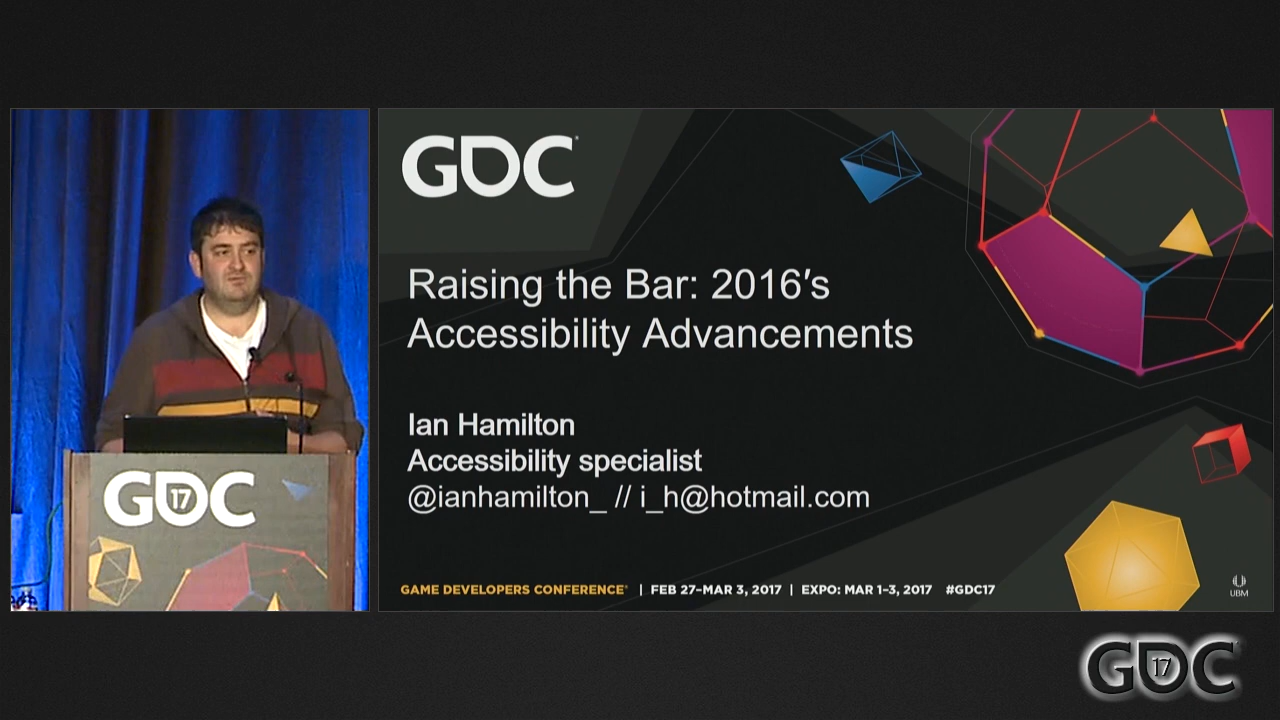 GDC
Raising the Bar: 2016's
Accessibility Advancements
Ian Hamilton
Accessibility specialist
@ianhamilton_ // i_h@hotmail.com
GAME DEVELOPERS CONFERENCE® | FEB 27–MAR 3, 2017 | EXPO: MAR 1–3, 2017 #GDC17
UBM
GDC 17
GDC 17